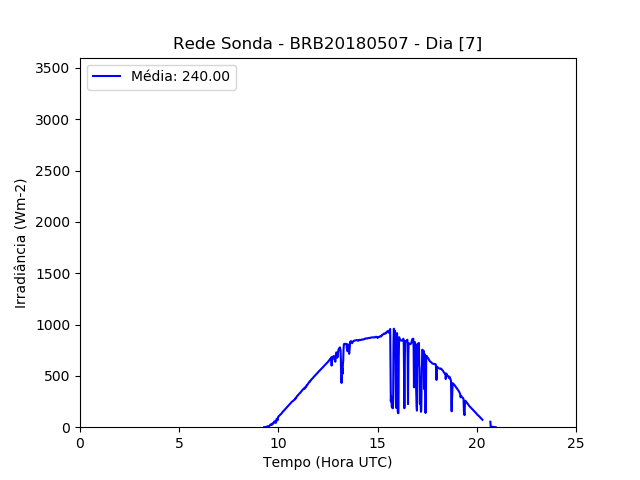 Rede Sonda - BRB20180507 - Dia [7]
Média: 240.00
3500
3000
2500
2000
1500
1000
500
0
Irradiância (Wm-2)
0 5 10 15 20 25
Tempo (Hora UTC)